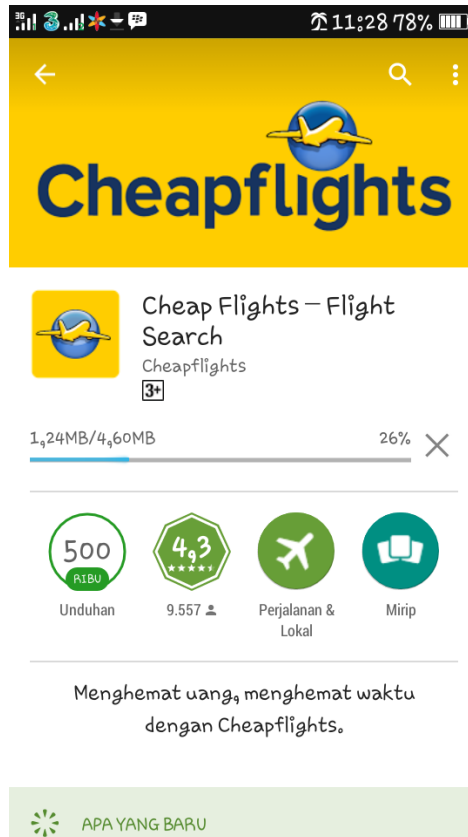 3G 3 11:28 78%
Cheapflights
Cheap Flights – Flight
Search
Cheapflights
3+
1,24MB/4,60MB 26%
500
RIBU
4,3
Unduhan 9.557 Perjalanan &
Lokal
Mirip
Menghemat uang, menghemat waktu
dengan Cheapflights.
APA YANG BARU